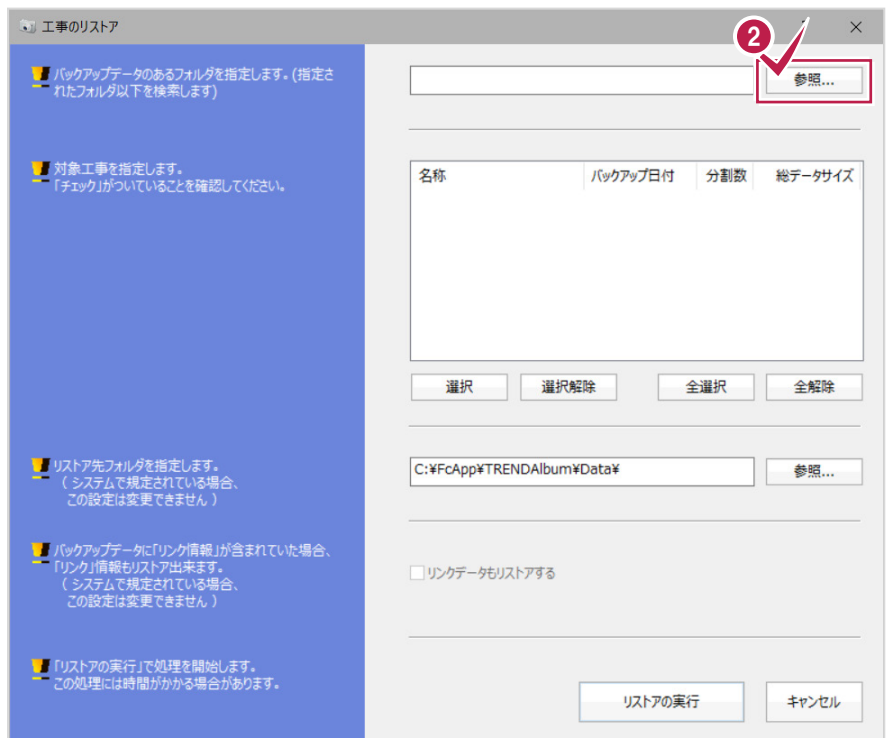 工事のリストア
2
バックアップデータのあるフォルダを指定します。(指定さ
れたフォルダ以下を検索します)
参照...
対象工事を指定します。
「チェック」がついていることを確認してください。
名称 バックアップ日付 分割数 総データサイズ
選択 選択解除 全選択 全解除
リストア先フォルダを指定します。
( システムで規定されている場合、
この設定は変更できません )
C:¥FcApp¥TRENDAlbum¥Data¥ 参照...
バックアップデータに「リンク情報」が含まれていた場合、
「リンク」情報もリストア出来ます。
( システムで規定されている場合、
この設定は変更できません )
リンクデータもリストアする
「リストアの実行」で処理を開始します。
この処理には時間がかかる場合があります。
リストアの実行 キャンセル